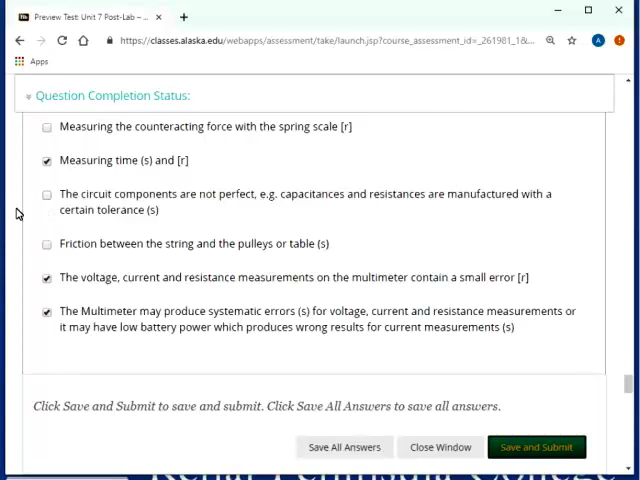 Preview Test: Unit 7 Post-Lab – ...
https://classes.alaska.edu/webapps/assessment/take/launch.jsp?course_assessment_id=_261981_1&...
A
Apps
Question Completion Status:
Measuring the counteracting force with the spring scale [r]
Measuring time (s) and [r]
The circuit components are not perfect, e.g. capacitances and resistances are manufactured with a
certain tolerance (s)
Friction between the string and the pulleys or table (s)
The voltage, current and resistance measurements on the multimeter contain a small error [r]
The Multimeter may produce systematic errors (s) for voltage, current and resistance measurements or
it may have low battery power which produces wrong results for current measurements (s)
Click Save and Submit to save and submit. Click Save All Answers to save all answers.
Save All Answers Close Window Save and Submit
Kenai Peninsula College